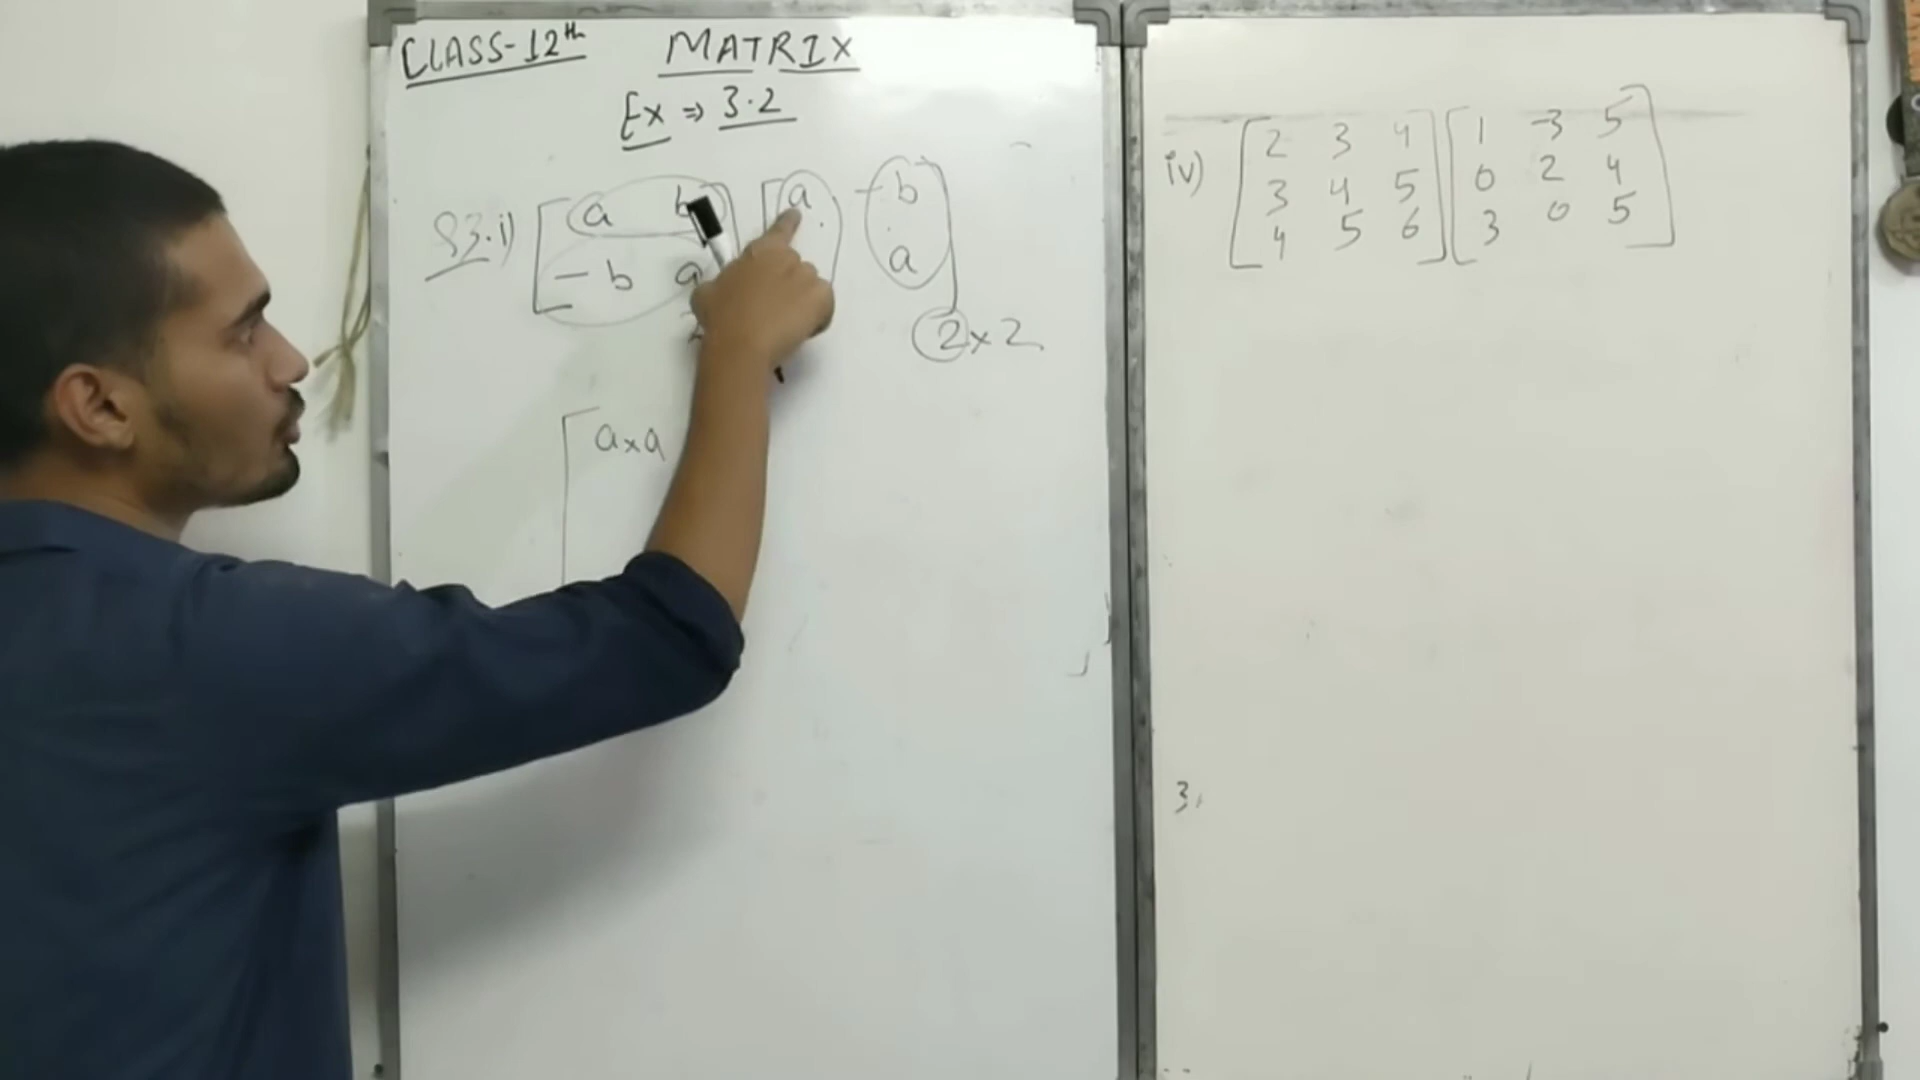 CLASS-12th MATRIX
Ex ⇒ 3.2
Q3.i) [ a b ] [ a -b
-b a a ]
2×2
[ a×a
iv) [ 2 3 4 ] [ 1 -3 5 ]
3 4 5 0 2 4
4 5 6 3 0 5
3.